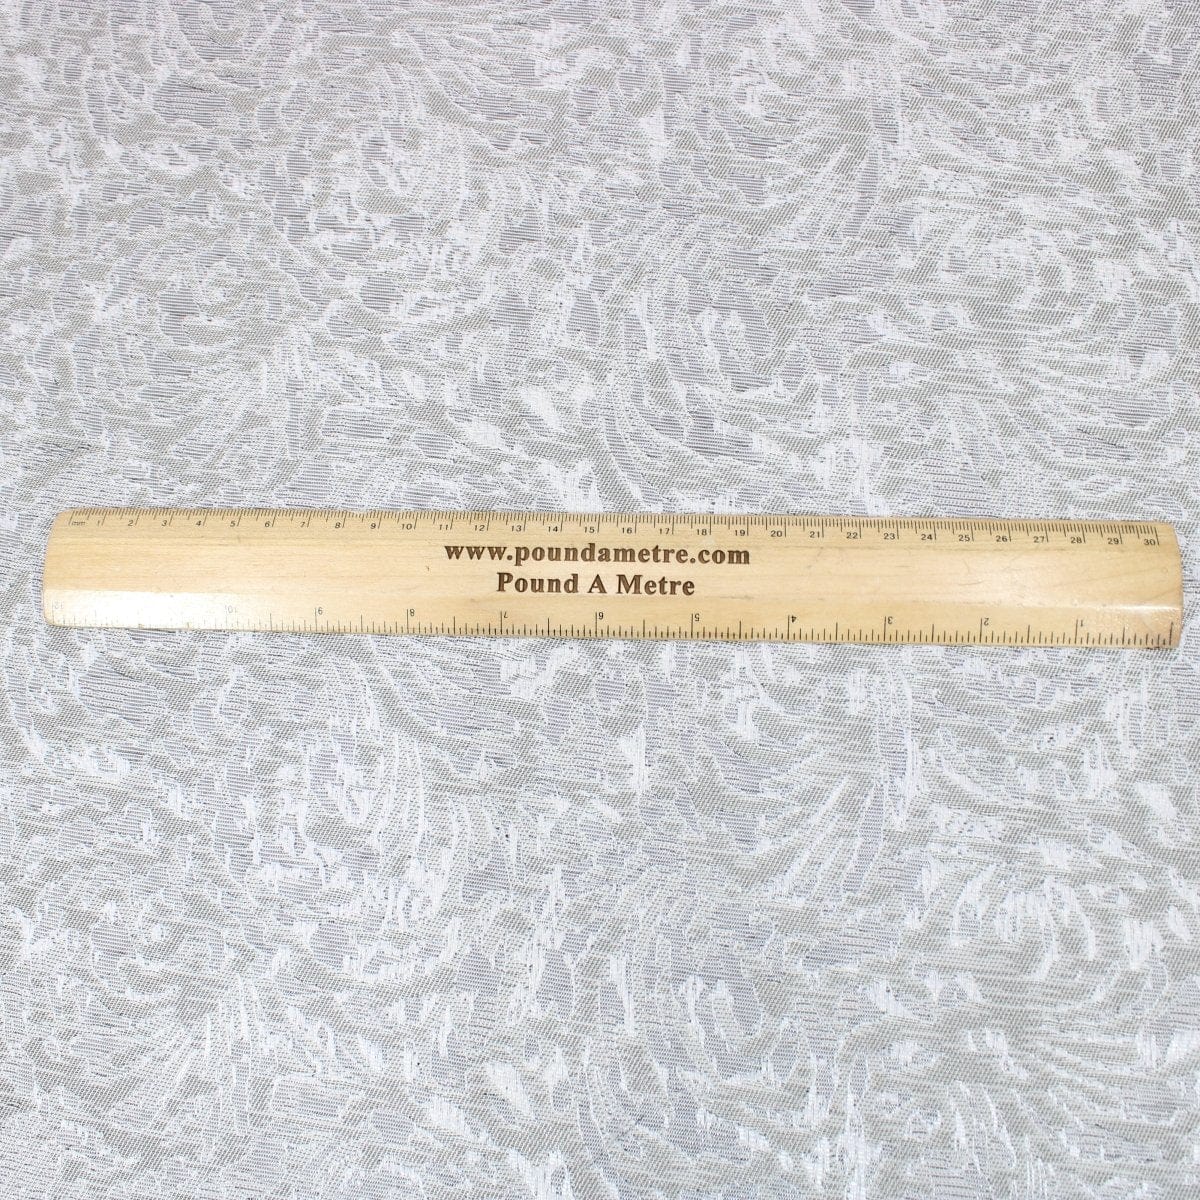 mm 1 2 3 4 5 6 7 8 9 10 11 12 13 14 15 16 17 18 19 20 21 22 23 24 25 26 27 28 29 30
www.poundametre.com
Pound A Metre
12 10 9 8 7 6 5 4 3 2 1